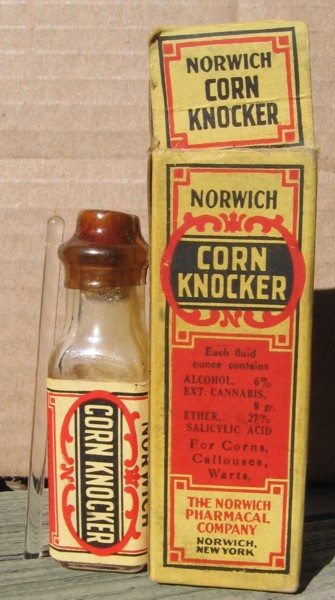 NORWICH
CORN
KNOCKER
NORWICH
CORN
KNOCKER
N
Each fluid
ounce contains
ALCOHOL, 6%
EXT. CANNABIS,
8 gr.
ETHER, 27%
SALICYLIC ACID
For Corns,
Callouses,
Warts.
THE NORWICH
PHARMACAL
COMPANY
NORWICH,
NEW YORK
NORWICH
CORN KNOCKER
N